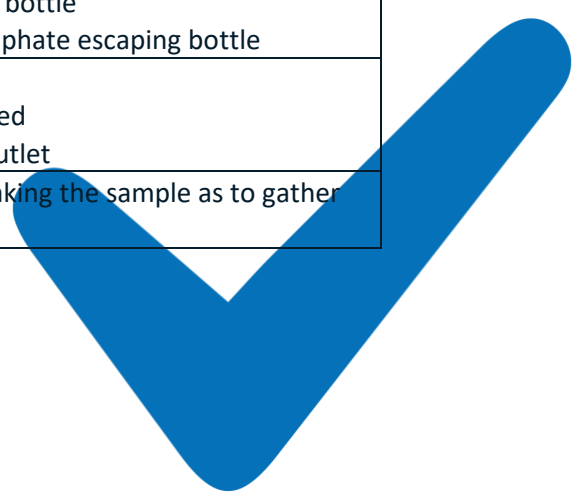 bottle
phate escaping bottle
ed
utlet
king the sample as to gather